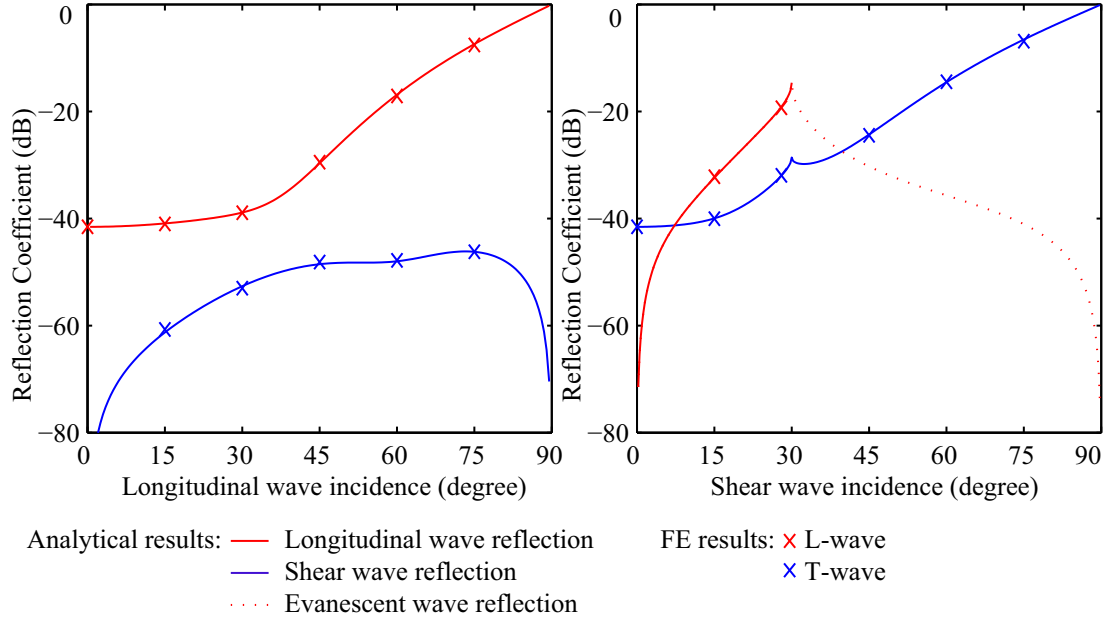 Reflection Coefficient (dB)
0
−20
−40
−60
−80
0 15 30 45 60 75 90
Longitudinal wave incidence (degree)
Reflection Coefficient (dB)
0
−20
−40
−60
−80
0 15 30 45 60 75 90
Shear wave incidence (degree)
Analytical results: Longitudinal wave reflection
Shear wave reflection
Evanescent wave reflection
FE results: L-wave
T-wave